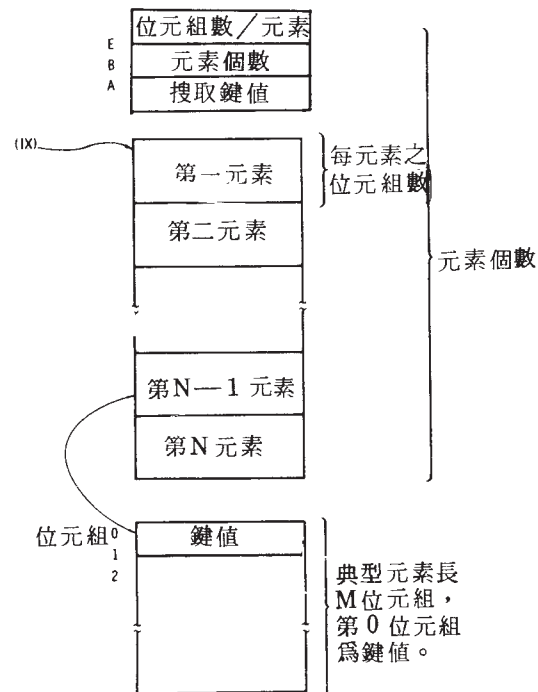 位元組數／元素
E
B 元素個數
A 搜取鍵值
(IX)
第一元素
每元素之
位元組數
第二元素
元素個數
第N—1 元素
第N 元素
位元組0 鍵值
1
2
典型元素長
M位元組，
第0位元組
爲鍵值。